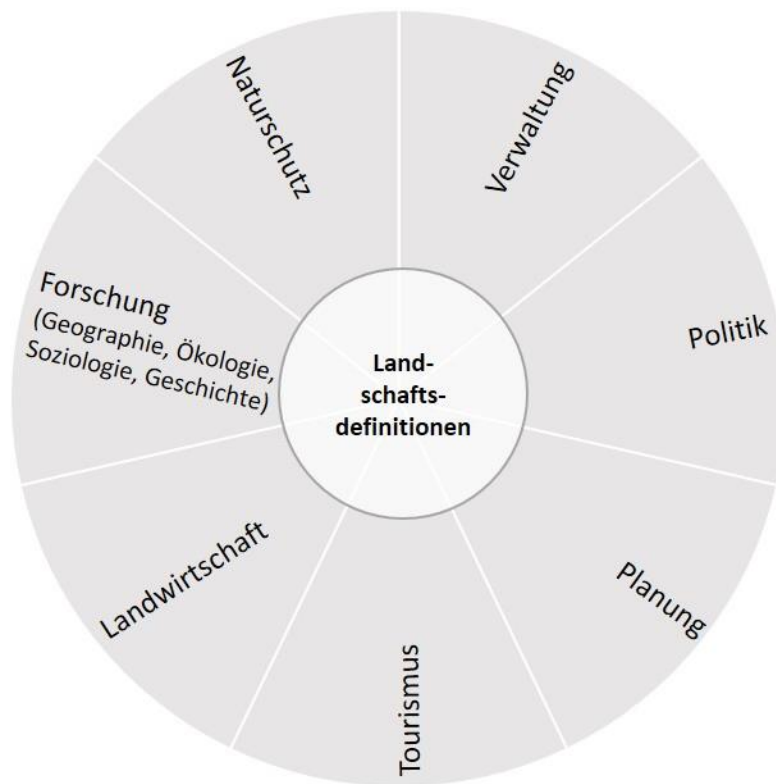 Naturschutz
Verwaltung
Forschung
(Geographie, Ökologie,
Soziologie, Geschichte)
Politik
Land-
schafts-
definitionen
Landwirtschaft
Planung
Tourismus